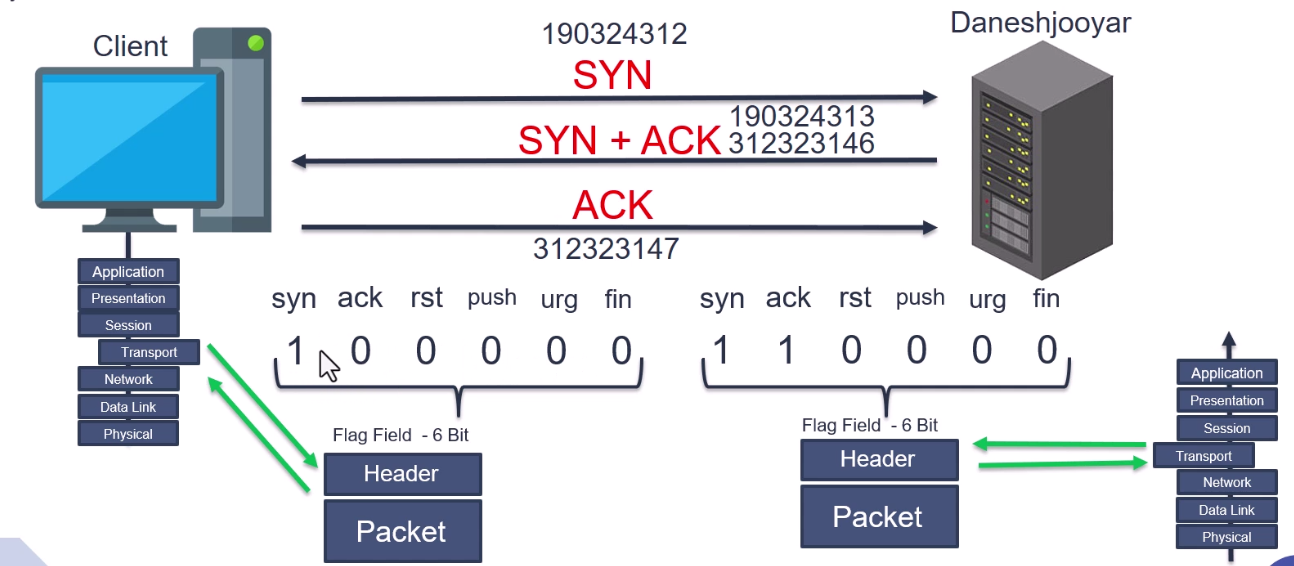 Client
Daneshjooyar
190324312
SYN
190324313
SYN + ACK 312323146
ACK
312323147
Application
Presentation
Session
Transport
Network
Data Link
Physical
syn ack rst push urg fin
1 0 0 0 0 0
Flag Field - 6 Bit
Header
Packet
syn ack rst push urg fin
1 1 0 0 0 0
Flag Field - 6 Bit
Header
Packet
Application
Presentation
Session
Transport
Network
Data Link
Physical